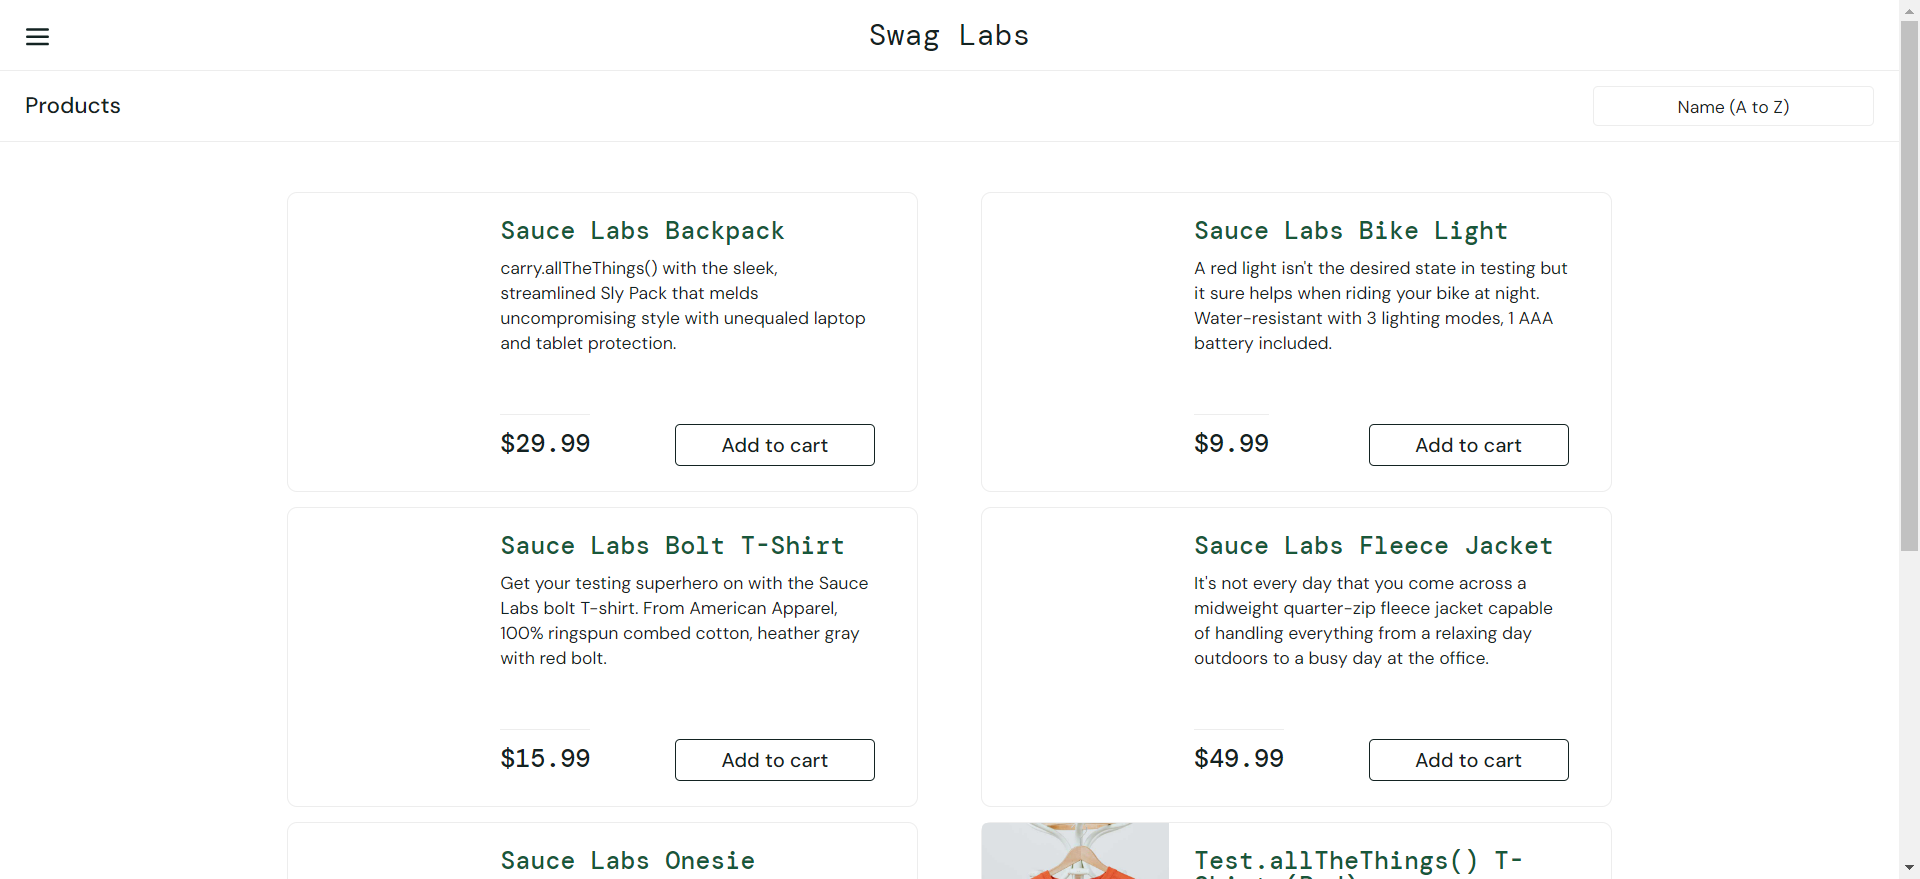 Swag Labs
Products
Name (A to Z)
Sauce Labs Backpack
carry.allTheThings() with the sleek,
streamlined Sly Pack that melds
uncompromising style with unequaled laptop
and tablet protection.
$29.99
Add to cart
Sauce Labs Bike Light
A red light isn't the desired state in testing but
it sure helps when riding your bike at night.
Water-resistant with 3 lighting modes, 1 AAA
battery included.
$9.99
Add to cart
Sauce Labs Bolt T-Shirt
Get your testing superhero on with the Sauce
Labs bolt T-shirt. From American Apparel,
100% ringspun combed cotton, heather gray
with red bolt.
$15.99
Add to cart
Sauce Labs Fleece Jacket
It's not every day that you come across a
midweight quarter-zip fleece jacket capable
of handling everything from a relaxing day
outdoors to a busy day at the office.
$49.99
Add to cart
Sauce Labs Onesie
Test.allTheThings() T-